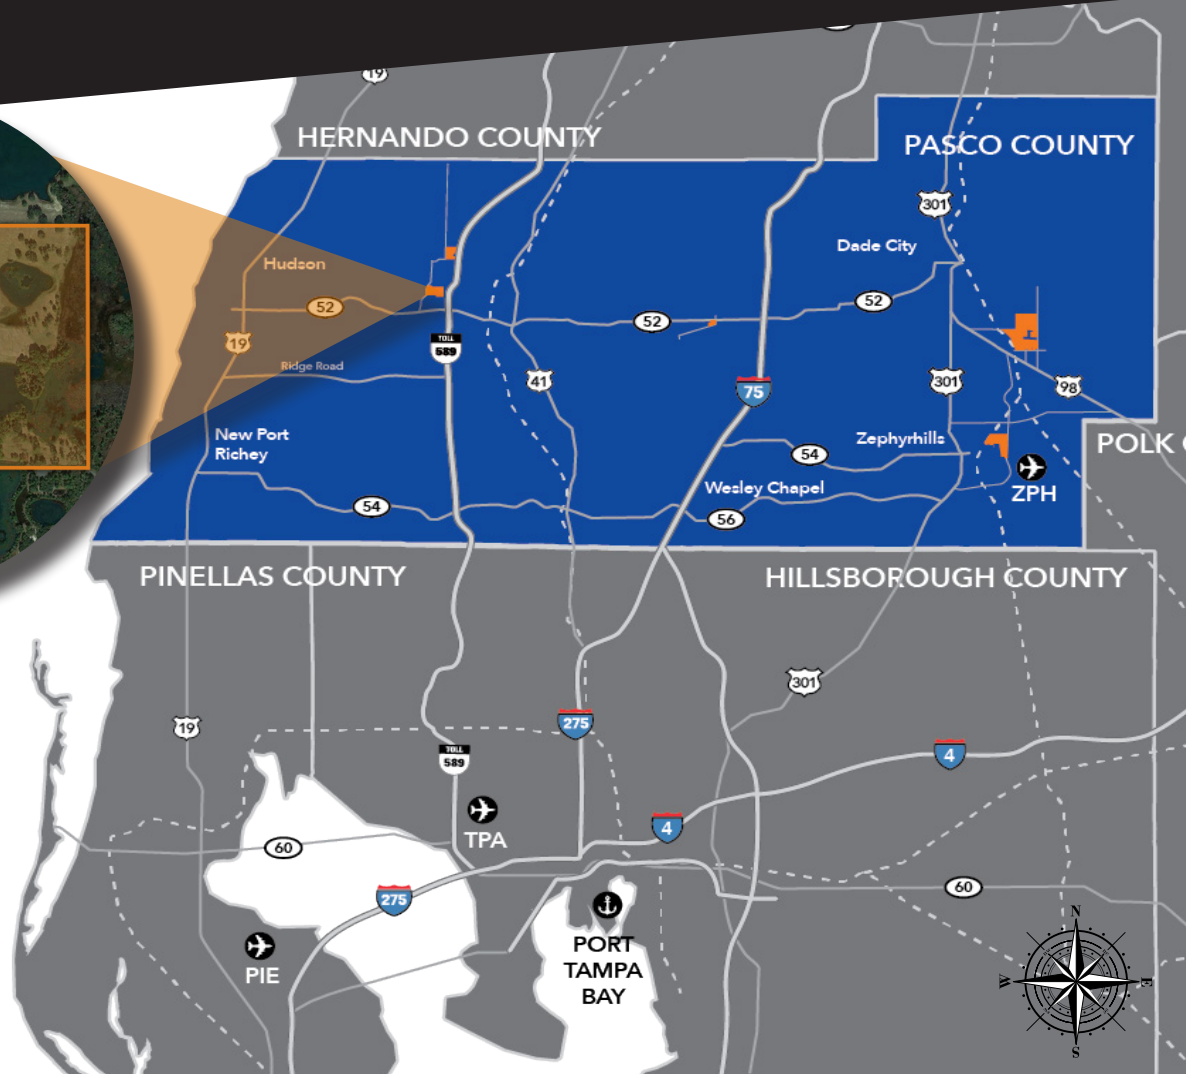 19
HERNANDO COUNTY
PASCO COUNTY
301
Dade City
Hudson
52
52
52
19
TOLL
589
Ridge Road
41
75
301
98
New Port
Richey
Zephyrhills
POLK C
54
ZPH
Wesley Chapel
54
56
PINELLAS COUNTY
HILLSBOROUGH COUNTY
301
19
275
TOLL
589
4
TPA
4
60
275
60
PORT
TAMPA
BAY
PIE
N
W
E
S